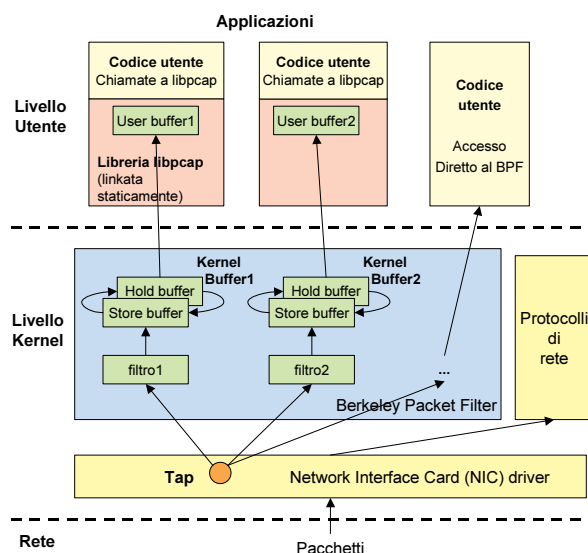 Applicazioni
Codice utente
Chiamate a libpcap
Codice utente
Chiamate a libpcap
Codice
utente
Accesso
Diretto al BPF
Livello
Utente
User buffer1
User buffer2
Libreria libpcap
(linkata
staticamente)
Kernel
Buffer1
Hold buffer
Store buffer
Kernel
Buffer2
Hold buffer
Store buffer
Livello
Kernel
filtro1
filtro2
...
Berkeley Packet Filter
Protocolli
di
rete
Tap
Network Interface Card (NIC) driver
Rete
Pacchetti